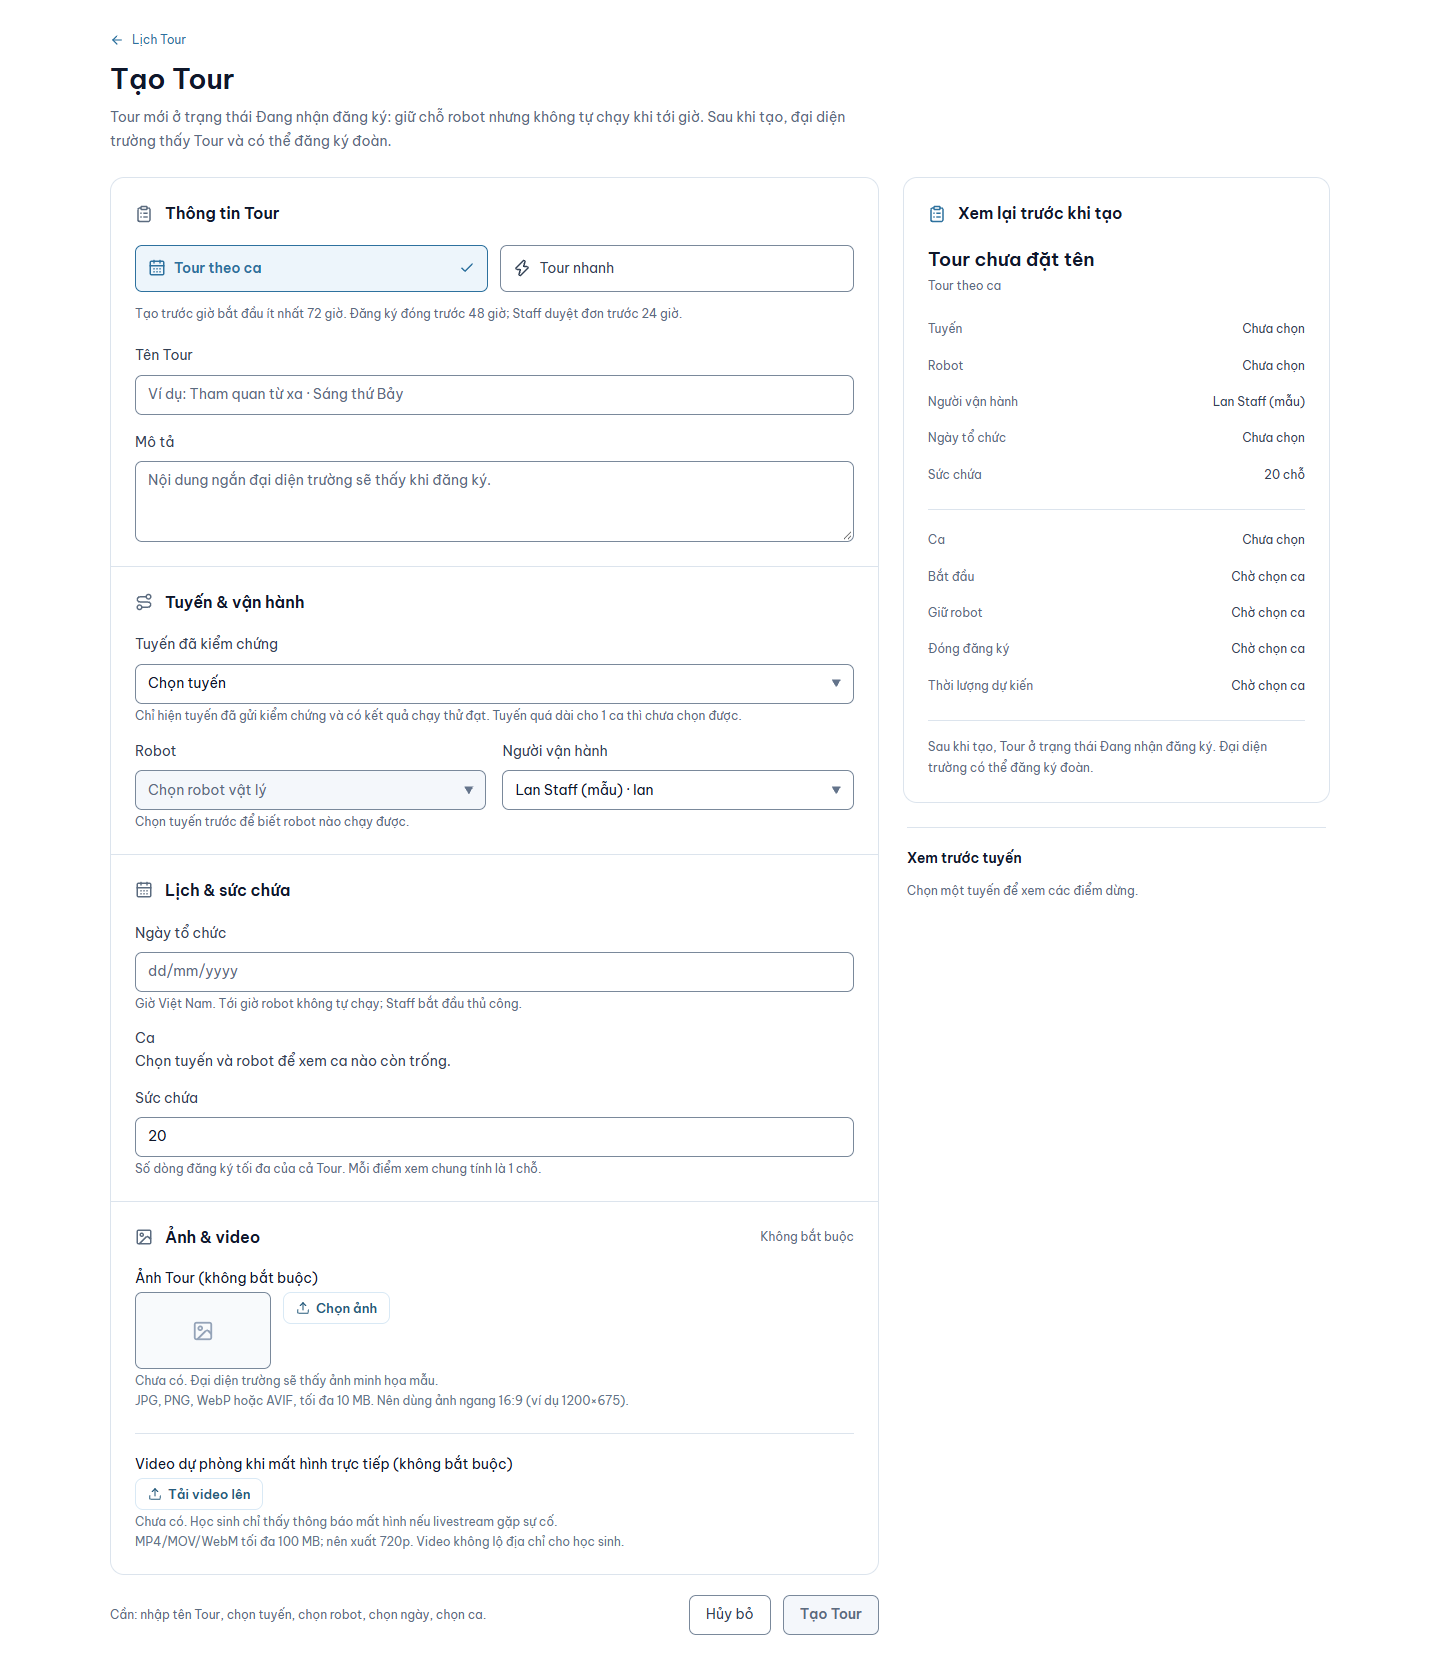 Lịch Tour
Tạo Tour
Tour mới ở trạng thái Đang nhận đăng ký: giữ chỗ robot nhưng không tự chạy khi tới giờ. Sau khi tạo, đại diện
trường thấy Tour và có thể đăng ký đoàn.
Thông tin Tour
Tour theo ca
Tour nhanh
Tạo trước giờ bắt đầu ít nhất 72 giờ. Đăng ký đóng trước 48 giờ; Staff duyệt đơn trước 24 giờ.
Tên Tour
Ví dụ: Tham quan từ xa · Sáng thứ Bảy
Mô tả
Nội dung ngắn đại diện trường sẽ thấy khi đăng ký.
Tuyến & vận hành
Tuyến đã kiểm chứng
Chọn tuyến
Chỉ hiện tuyến đã gửi kiểm chứng và có kết quả chạy thử đạt. Tuyến quá dài cho 1 ca thì chưa chọn được.
Robot
Người vận hành
Chọn robot vật lý
Lan Staff (mẫu) · lan
Chọn tuyến trước để biết robot nào chạy được.
Lịch & sức chứa
Ngày tổ chức
dd/mm/yyyy
Giờ Việt Nam. Tới giờ robot không tự chạy; Staff bắt đầu thủ công.
Ca
Chọn tuyến và robot để xem ca nào còn trống.
Sức chứa
20
Số dòng đăng ký tối đa của cả Tour. Mỗi điểm xem chung tính là 1 chỗ.
Ảnh & video
Không bắt buộc
Ảnh Tour (không bắt buộc)
Chọn ảnh
Chưa có. Đại diện trường sẽ thấy ảnh minh họa mẫu.
JPG, PNG, WebP hoặc AVIF, tối đa 10 MB. Nên dùng ảnh ngang 16:9 (ví dụ 1200×675).
Video dự phòng khi mất hình trực tiếp (không bắt buộc)
Tải video lên
Chưa có. Học sinh chỉ thấy thông báo mất hình nếu livestream gặp sự cố.
MP4/MOV/WebM tối đa 100 MB; nên xuất 720p. Video không lộ địa chỉ cho học sinh.
Cần: nhập tên Tour, chọn tuyến, chọn robot, chọn ngày, chọn ca.
Hủy bỏ
Tạo Tour
Xem lại trước khi tạo
Tour chưa đặt tên
Tour theo ca
Tuyến Chưa chọn
Robot Chưa chọn
Người vận hành Lan Staff (mẫu)
Ngày tổ chức Chưa chọn
Sức chứa 20 chỗ
Ca Chưa chọn
Bắt đầu Chờ chọn ca
Giữ robot Chờ chọn ca
Đóng đăng ký Chờ chọn ca
Thời lượng dự kiến Chờ chọn ca
Sau khi tạo, Tour ở trạng thái Đang nhận đăng ký. Đại diện
trường có thể đăng ký đoàn.
Xem trước tuyến
Chọn một tuyến để xem các điểm dừng.